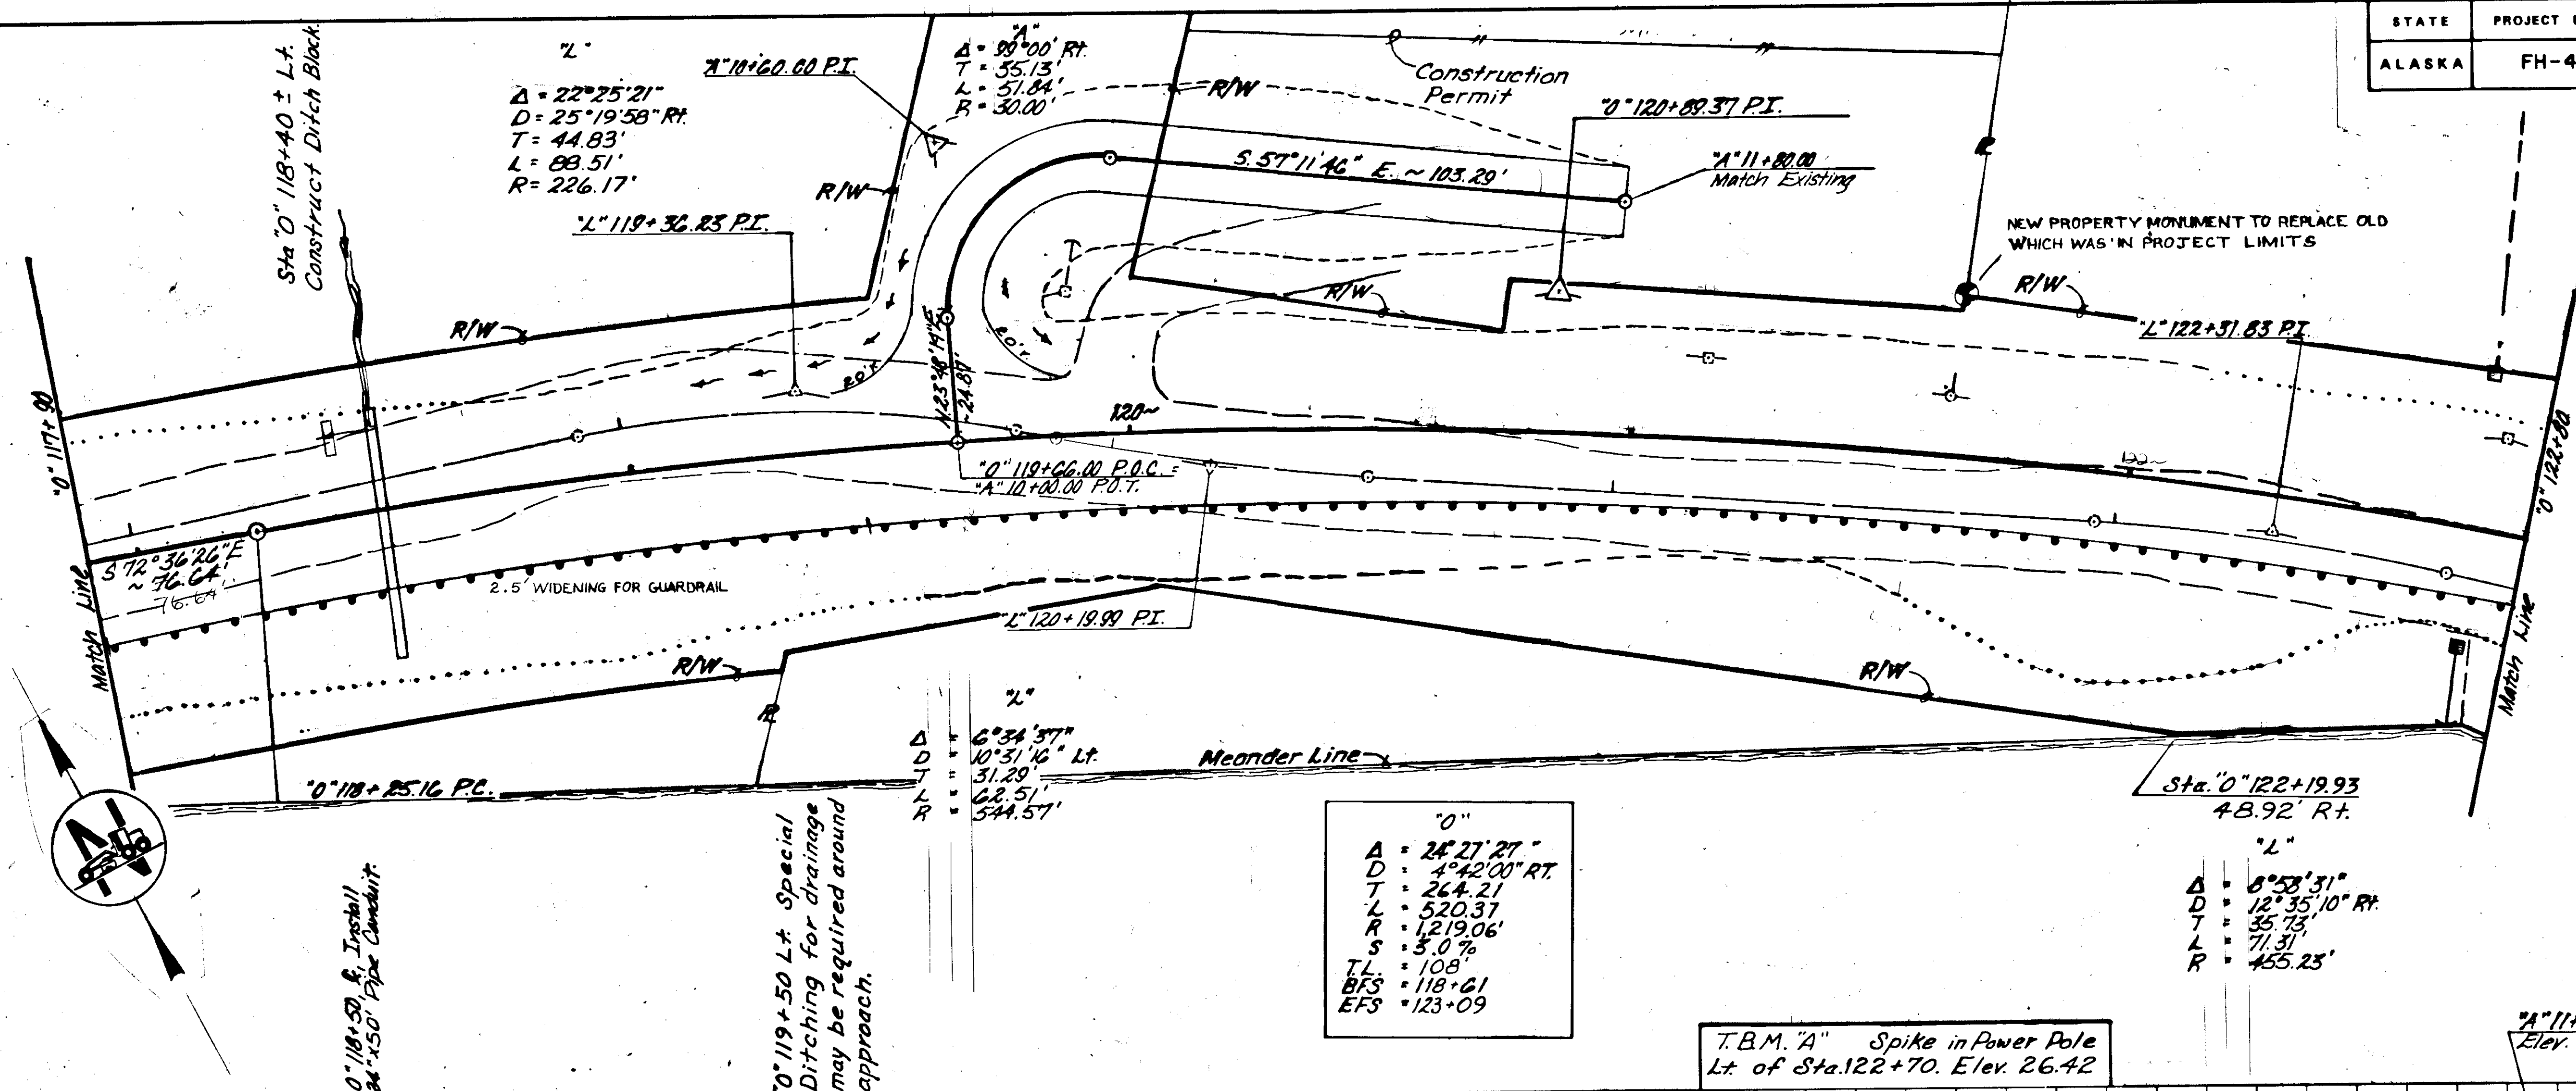 STATE
PROJECT
ALASKA
FH-4
Sta "O" 118+40 ± Lt.
Construct Ditch Block.
"L"
Δ = 22°25'21"
D = 25°19'58" Rt.
T = 44.83'
L = 88.51'
R = 226.17'
"A" 10+60.00 P.I.
"A"
Δ = 99°00' Rt.
T = 35.13'
L = 51.84'
R = 30.00'
R/W
Construction
Permit
"O" 120+89.37 P.I.
S. 57°11'46" E. ~ 103.29'
"A" 11+80.00
Match Existing
R/W
"L" 119+36.23 P.I.
NEW PROPERTY MONUMENT TO REPLACE OLD
WHICH WAS IN PROJECT LIMITS
R/W
R/W
R/W
"L" 122+31.83 P.I.
N.23°48'14"E
~24.87'
20'r.
20'r.
"O" 117+90
120~
"O" 119+66.00 P.O.C. =
"A" 10+00.00 P.O.T.
122~
"O" 122+80
S 72°36'26" E
~ 76.64'
76.64'
Match Line
2.5' WIDENING FOR GUARDRAIL
"L" 120+19.99 P.I.
Match Line
R/W
R/W
"O" 118+25.16 P.C.
"L"
Δ = 6°34'37"
D = 10°31'16" Lt.
T = 31.29'
L = 62.51'
R = 544.57'
Meander Line
Sta. "O" 122+19.93
48.92' Rt.
"O"
Δ = 24°27'27"
D = 4°42'00" RT.
T = 264.21
L = 520.37
R = 1,219.06'
S = 3.0 %
T.L. = 108'
BFS = 118+61
EFS = 123+09
"L"
Δ = 8°58'31"
D = 12°35'10" Rt.
T = 35.73'
L = 71.31'
R = 455.23'
N
"O" 118+50, Install
24"x50' Pipe Conduit.
"O" 119+50 Lt. Special
Ditching for drainage
may be required around
approach.
T.B.M. "A" Spike in Power Pole
Lt. of Sta.122+70. Elev. 26.42
"A" 11+
Elev.